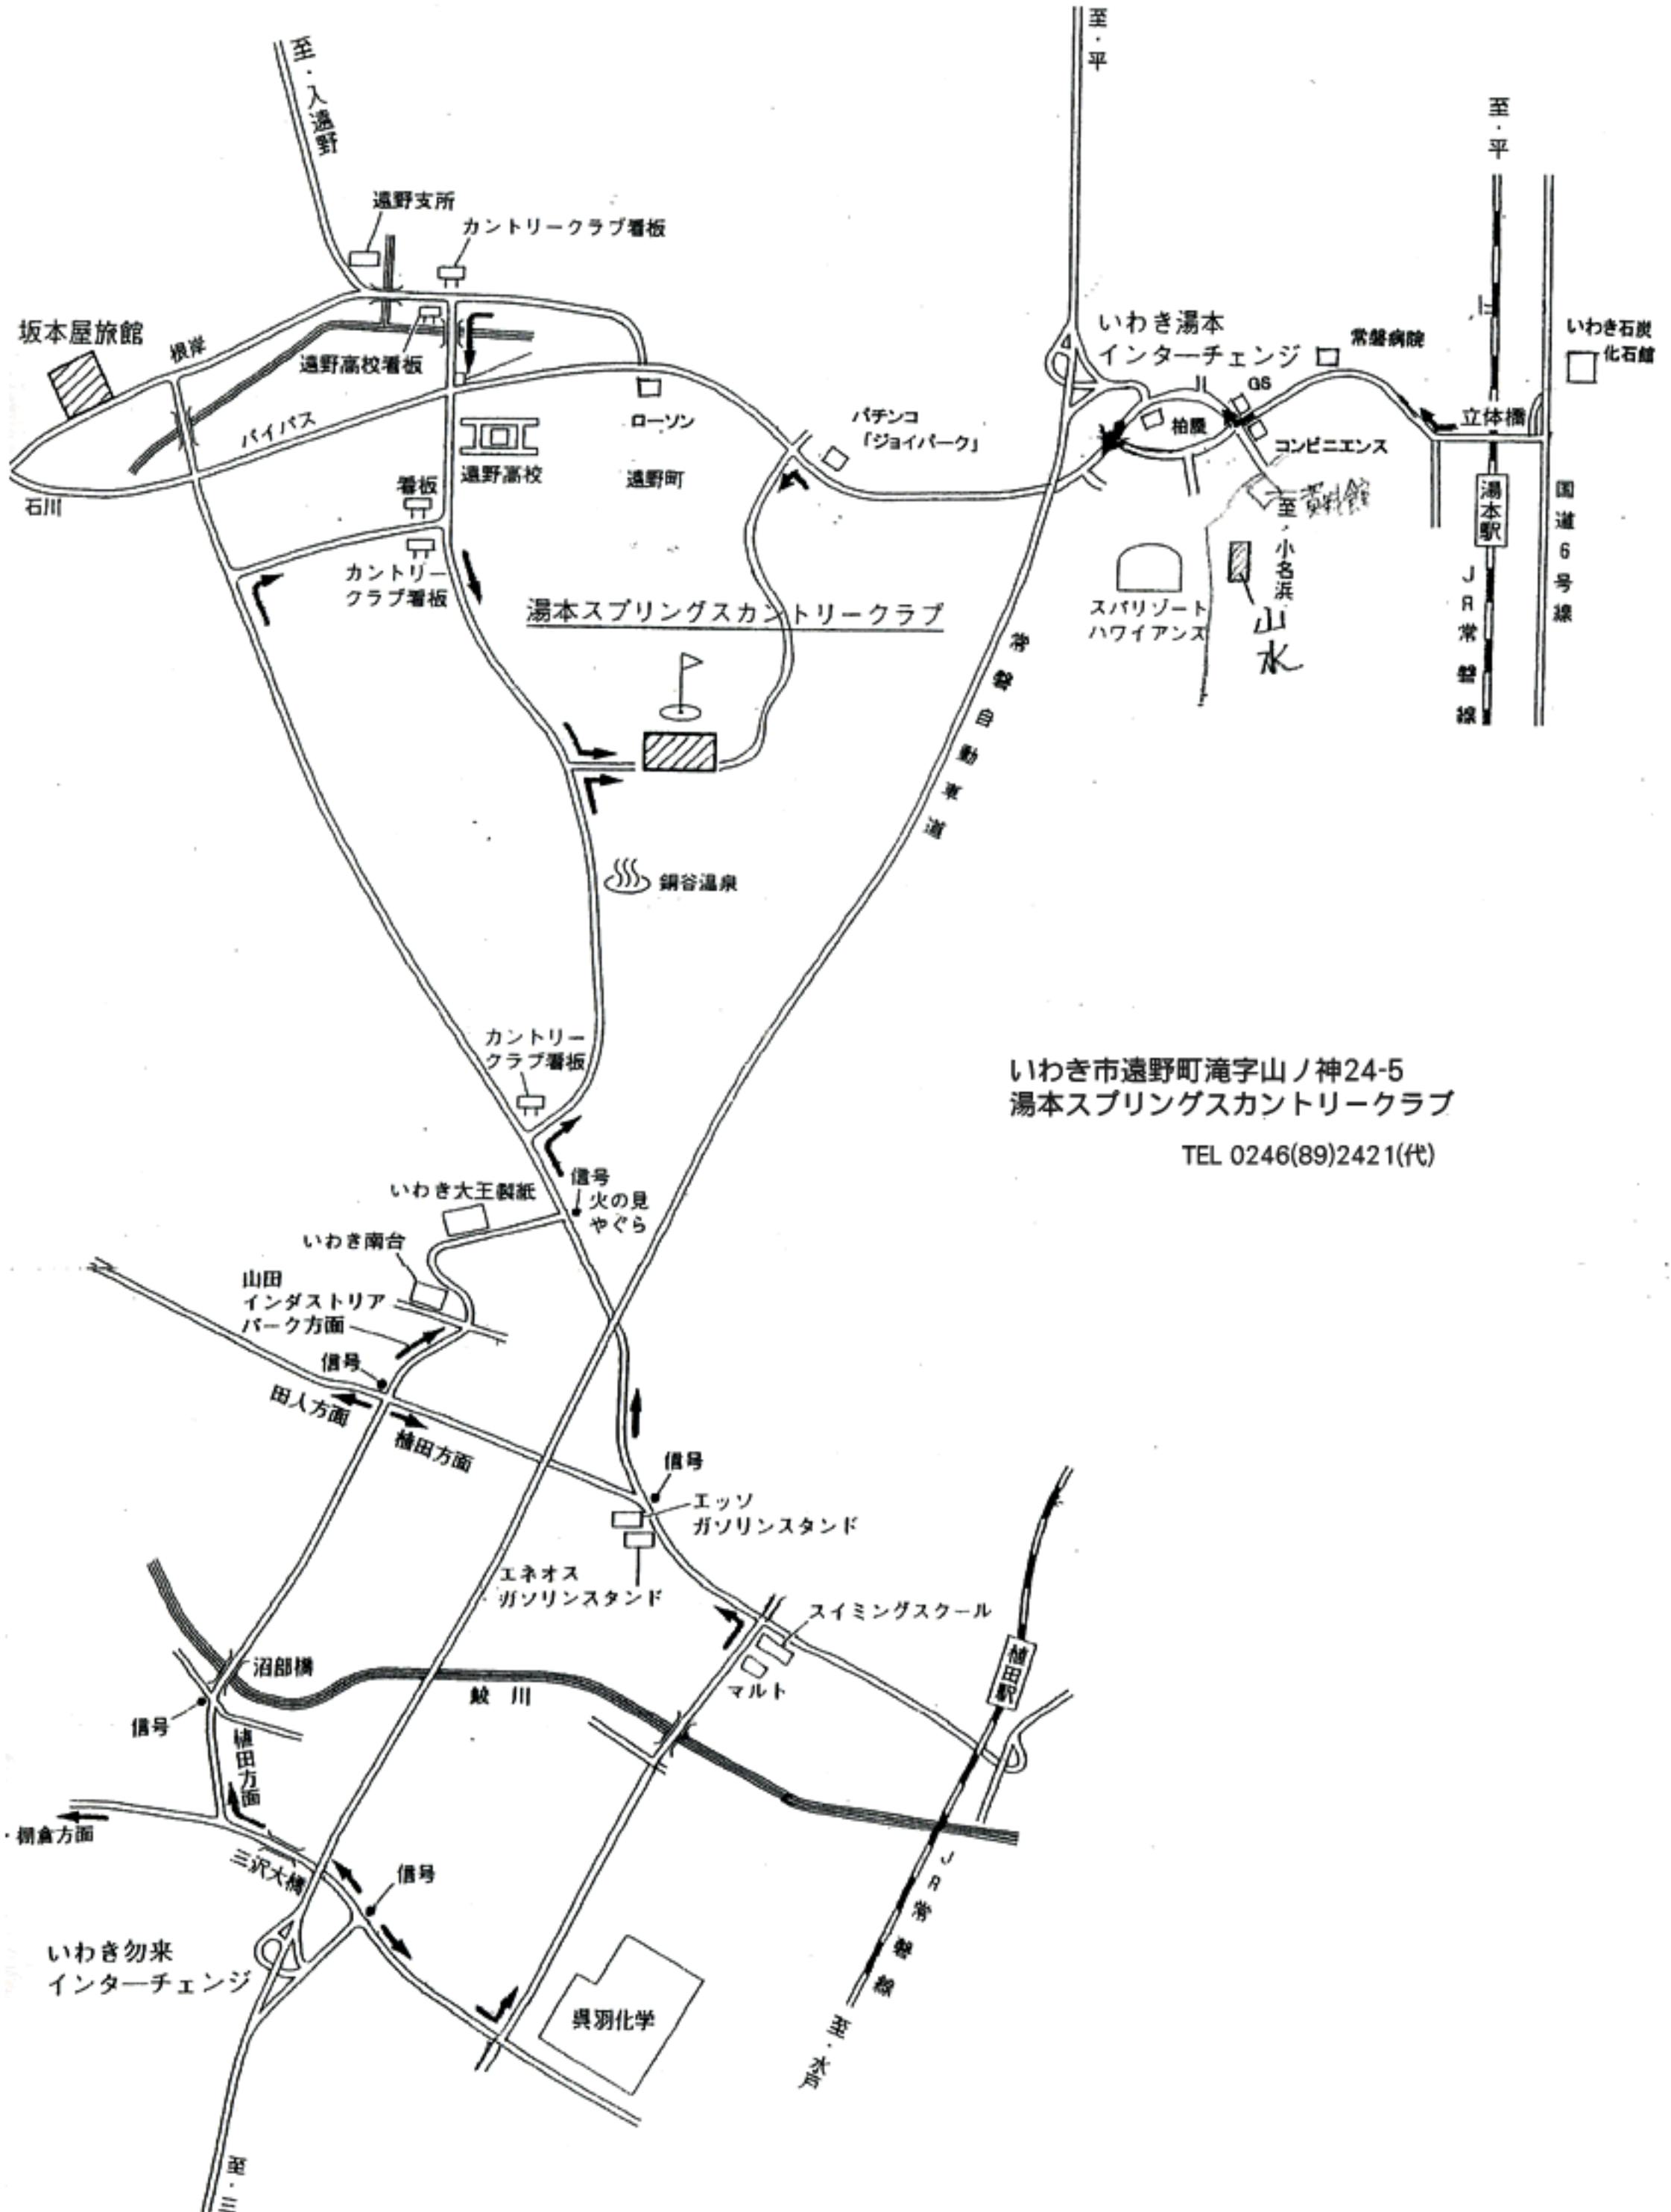 至・入遠野
遠野支所
カントリークラブ看板
坂本屋旅館
根岸
遠野高校看板
バイパス
石川
遠野高校
ローソン
遠野町
パチンコ
「ジョイパーク」
看板
カントリー
クラブ看板
湯本スプリングスカントリークラブ
至・平
いわき湯本
インターチェンジ
常磐病院
GS
柏屋
コンビニエンス
立体橋
至・平
いわき石炭
化石館
湯本駅
国道6号線
JR常磐線
資料館
至・小名浜
スパリゾート
ハワイアンズ
山水
常磐自動車道
銅谷温泉
カントリー
クラブ看板
いわき市遠野町滝字山ノ神24-5
湯本スプリングスカントリークラブ
TEL 0246(89)2421(代)
信号
火の見
やぐら
いわき大王製紙
いわき南台
山田
インダストリア
パーク方面
信号
田人方面
植田方面
信号
エッソ
ガソリンスタンド
エネオス
ガソリンスタンド
スイミングスクール
マルト
植田駅
沼部橋
鮫川
信号
植田方面
・棚倉方面
三沢大橋
信号
いわき勿来
インターチェンジ
呉羽化学
JR常磐線
至・水戸
至・三